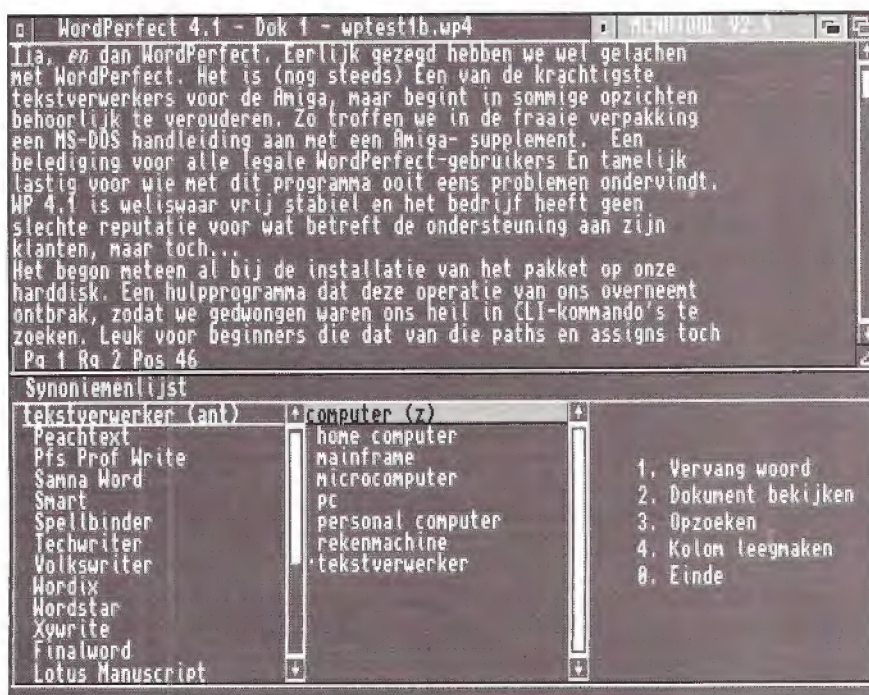 WordPerfect 4.1 - Dok 1 - wptest1b.wp4
MENUTOOL V2.1
Tja, en dan WordPerfect. Eerlijk gezegd hebben we wel gelachen
met WordPerfect. Het is (nog steeds) Een van de krachtigste
tekstverwerkers voor de Amiga, maar begint in sommige opzichten
behoorlijk te verouderen. Zo troffen we in de fraaie verpakking
een MS-DOS handleiding aan met een Amiga- supplement.  Een
belediging voor alle legale WordPerfect-gebruikers En tamelijk
lastig voor wie met dit programma ooit eens problemen ondervindt.
WP 4.1 is weliswaar vrij stabiel en het bedrijf heeft geen
slechte reputatie voor wat betreft de ondersteuning aan zijn
klanten, maar toch...
Het begon meteen al bij de installatie van het pakket op onze
harddisk. Een hulpprogramma dat deze operatie van ons overneemt
ontbrak, zodat we gedwongen waren ons heil in CLI-kommando's te
zoeken. Leuk voor beginners die dat van die paths en assigns toch
Pg 1 Rg 2 Pos 46
Synoniemenlijst
tekstverwerker (ant)
Peachtext
Pfs Prof Write
Samna Word
Smart
Spellbinder
Techwriter
Volkswriter
Wordix
Wordstar
Xywrite
Finalword
Lotus Manuscript
computer (z)
home computer
mainframe
microcomputer
pc
personal computer
rekenmachine
·tekstverwerker
1. Vervang woord
2. Dokument bekijken
3. Opzoeken
4. Kolom leegmaken
0. Einde